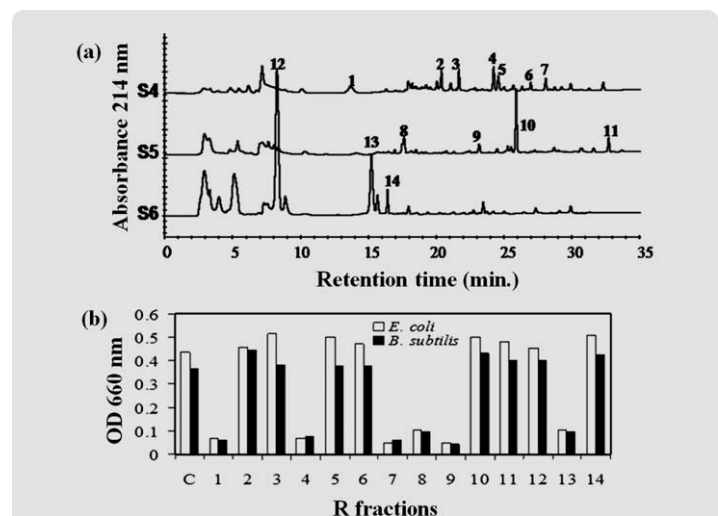 (a)
Absorbance 214 nm
S4
S5
S6
12
1
2
3
4
5
6
7
8
9
10
11
13
14
0 5 10 15 20 25 30 35
Retention time (min.)
(b)
OD 660 nm
0.6
0.5
0.4
0.3
0.2
0.1
0
E. coli
B. subtilis
C 1 2 3 4 5 6 7 8 9 10 11 12 13 14
R fractions